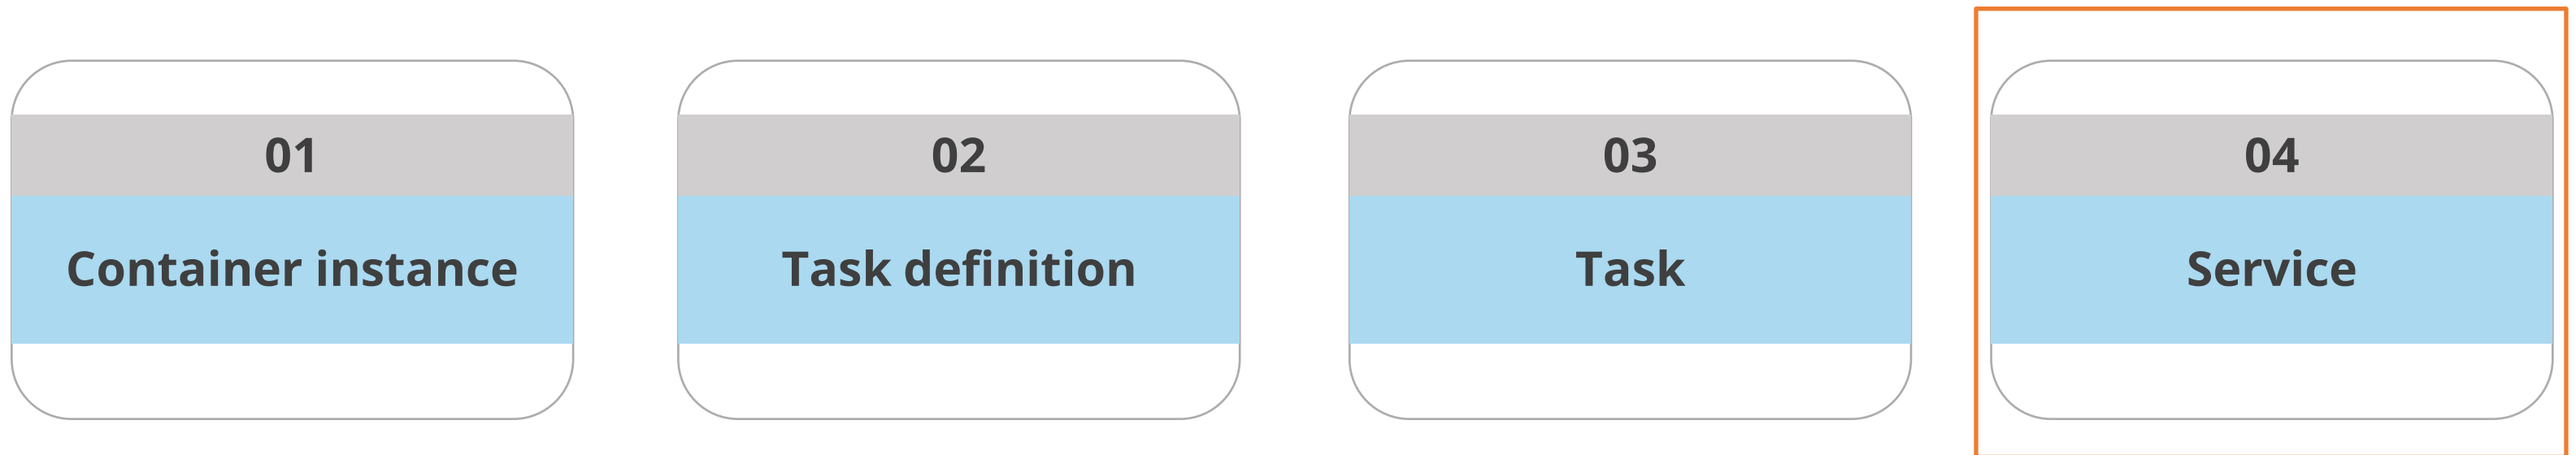 01
Container instance
02
Task definition
03
Task
04
Service